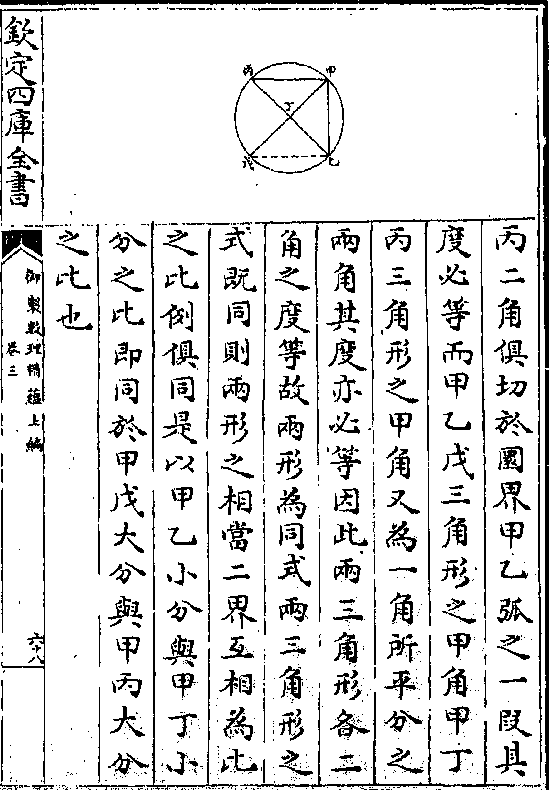 丙二角俱切於圜界甲乙弧之一段其
度必等而甲乙戊三角形之甲角甲丁
丙三角形之甲角又為一角所平分之
兩角其度亦必等因此兩三角形各二
角之度等故兩形為同式兩三角形之
式既同則兩形之相當二界互相為比
之比例俱同是以甲乙小分與甲丁小
分之比即同於甲戊大分與甲丙大分
之比也
丙
甲
丁
戊
乙
欽定四庫全書
御製數理精蘊上編
卷三
六十八